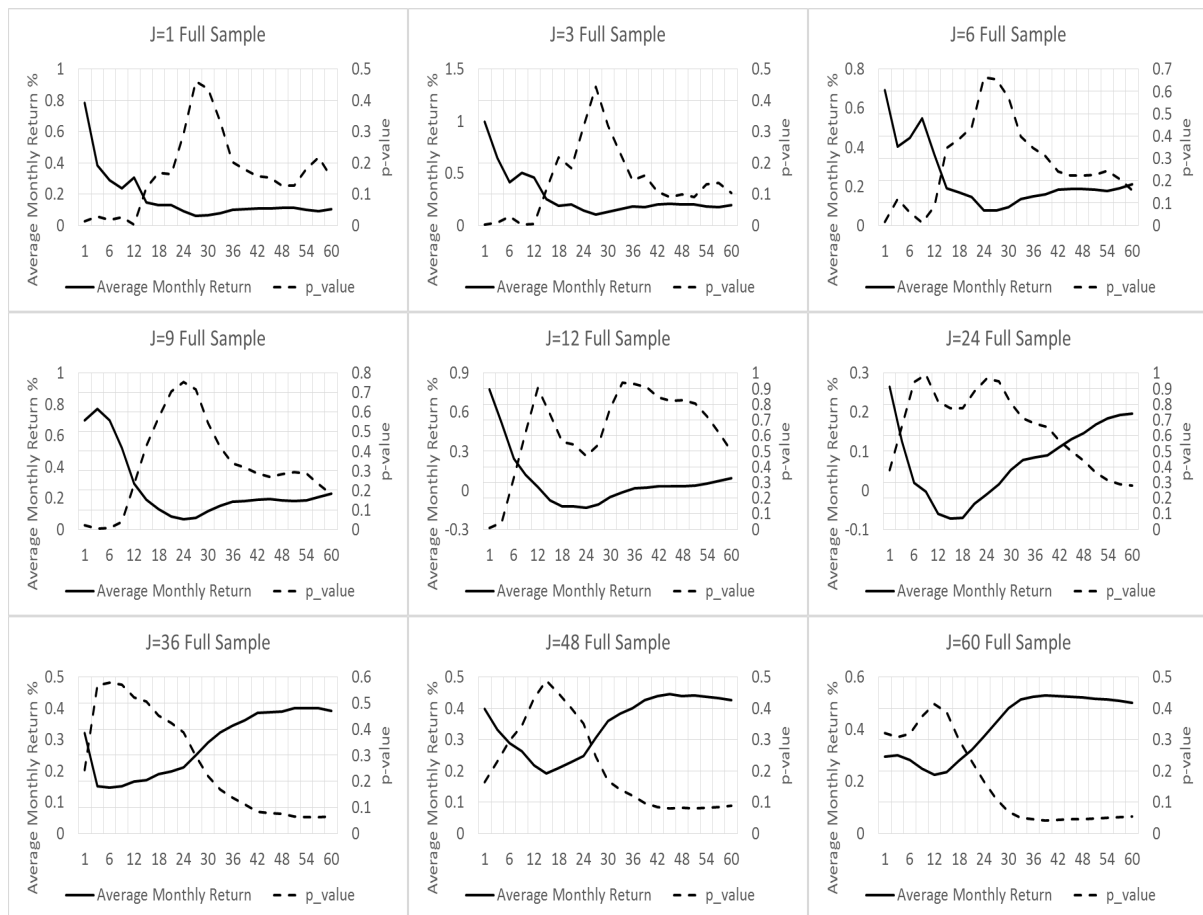 J=1 Full Sample
Average Monthly Return %
1
0.8
0.6
0.4
0.2
0
0.5
0.4
0.3
0.2
0.1
0
p-value
1 6 12 18 24 30 36 42 48 54 60
Average Monthly Return p_value
J=3 Full Sample
Average Monthly Return %
1.5
1
0.5
0
0.5
0.4
0.3
0.2
0.1
0
p-value
1 6 12 18 24 30 36 42 48 54 60
Average Monthly Return p_value
J=6 Full Sample
Average Monthly Return %
0.8
0.6
0.4
0.2
0
0.7
0.6
0.5
0.4
0.3
0.2
0.1
0
p-value
1 6 12 18 24 30 36 42 48 54 60
Average Monthly Return p_value
J=9 Full Sample
Average Monthly Return %
1
0.8
0.6
0.4
0.2
0
0.8
0.7
0.6
0.5
0.4
0.3
0.2
0.1
0
p-value
1 6 12 18 24 30 36 42 48 54 60
Average Monthly Return p_value
J=12 Full Sample
Average Monthly Return %
0.9
0.6
0.3
0
-0.3
1
0.9
0.8
0.7
0.6
0.5
0.4
0.3
0.2
0.1
0
p-value
1 6 12 18 24 30 36 42 48 54 60
Average Monthly Return p_value
J=24 Full Sample
Average Monthly Return %
0.3
0.2
0.1
0
-0.1
1
0.9
0.8
0.7
0.6
0.5
0.4
0.3
0.2
0.1
0
p-value
1 6 12 18 24 30 36 42 48 54 60
Average Monthly Return p_value
J=36 Full Sample
Average Monthly Return %
0.5
0.4
0.3
0.2
0.1
0
0.6
0.5
0.4
0.3
0.2
0.1
0
p-value
1 6 12 18 24 30 36 42 48 54 60
Average Monthly Return p_value
J=48 Full Sample
Average Monthly Return %
0.5
0.4
0.3
0.2
0.1
0
0.5
0.4
0.3
0.2
0.1
0
p-value
1 6 12 18 24 30 36 42 48 54 60
Average Monthly Return p_value
J=60 Full Sample
Average Monthly Return %
0.6
0.4
0.2
0
0.5
0.4
0.3
0.2
0.1
0
p-value
1 6 12 18 24 30 36 42 48 54 60
Average Monthly Return p_value